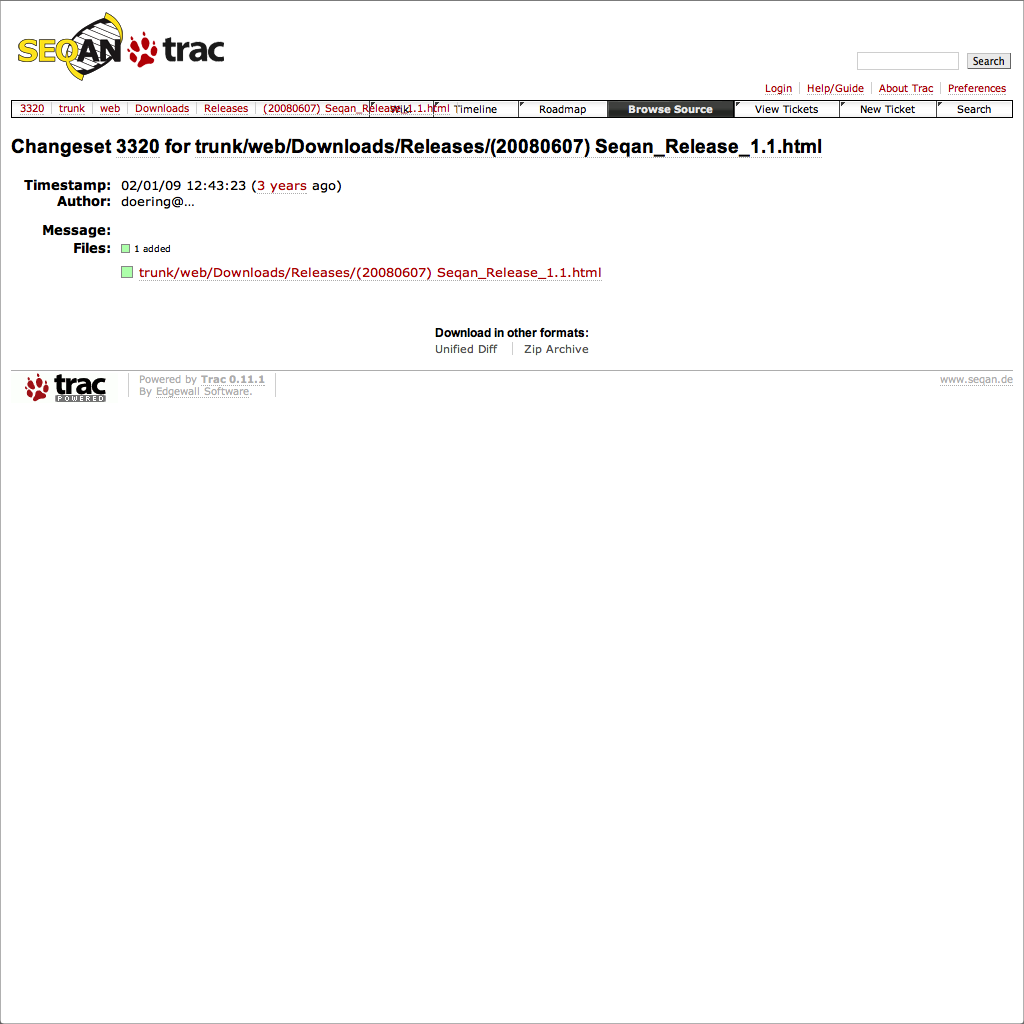 SEQAN trac
Search
Login Help/Guide About Trac Preferences
3320 trunk web Downloads Releases (20080607) Seqan_Release_1.1.html Wiki Timeline Roadmap Browse Source View Tickets New Ticket Search
Changeset 3320 for trunk/web/Downloads/Releases/(20080607) Seqan_Release_1.1.html
Timestamp: 02/01/09 12:43:23 (3 years ago)
Author: doering@...
Message:
Files: 1 added
trunk/web/Downloads/Releases/(20080607) Seqan_Release_1.1.html
Download in other formats:
Unified Diff Zip Archive
trac POWERED
Powered by Trac 0.11.1
By Edgewall Software.
www.seqan.de